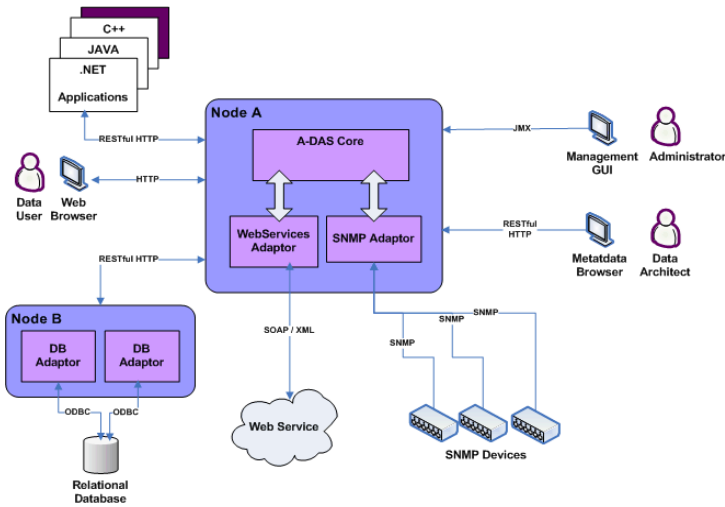 C++
JAVA
.NET
Applications
RESTful HTTP
Node A
A-DAS Core
WebServices
Adaptor
SNMP Adaptor
JMX
Management
GUI
Administrator
Data
User
Web
Browser
HTTP
RESTful
HTTP
Metatdata
Browser
Data
Architect
RESTful HTTP
Node B
DB
Adaptor
DB
Adaptor
ODBC
ODBC
Relational
Database
SOAP / XML
Web Service
SNMP
SNMP
SNMP
SNMP Devices